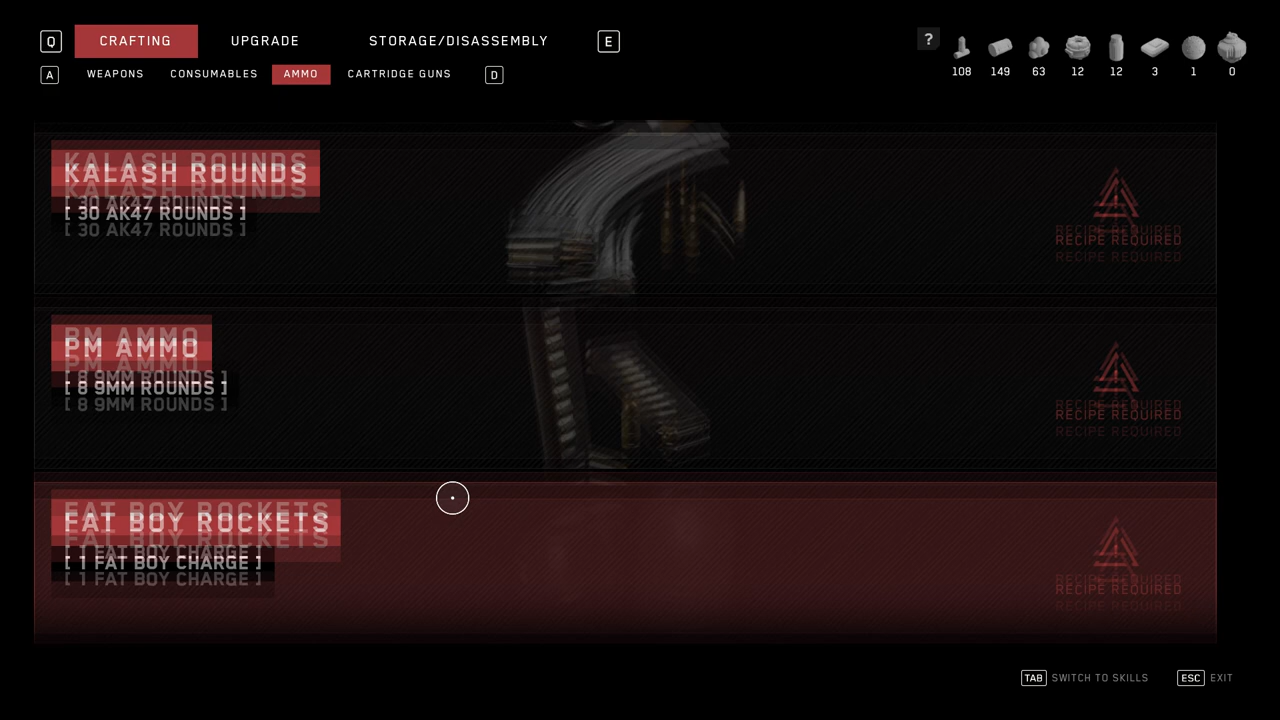 Q
CRAFTING
UPGRADE
STORAGE/DISASSEMBLY
E
A
WEAPONS
CONSUMABLES
AMMO
CARTRIDGE GUNS
D
?
108
149
63
12
12
3
1
0
KALASH ROUNDS
[ 30 AK47 ROUNDS ]
RECIPE REQUIRED
PM AMMO
[ 8 9MM ROUNDS ]
RECIPE REQUIRED
FAT BOY ROCKETS
[ 1 FAT BOY CHARGE ]
RECIPE REQUIRED
TAB SWITCH TO SKILLS
ESC EXIT